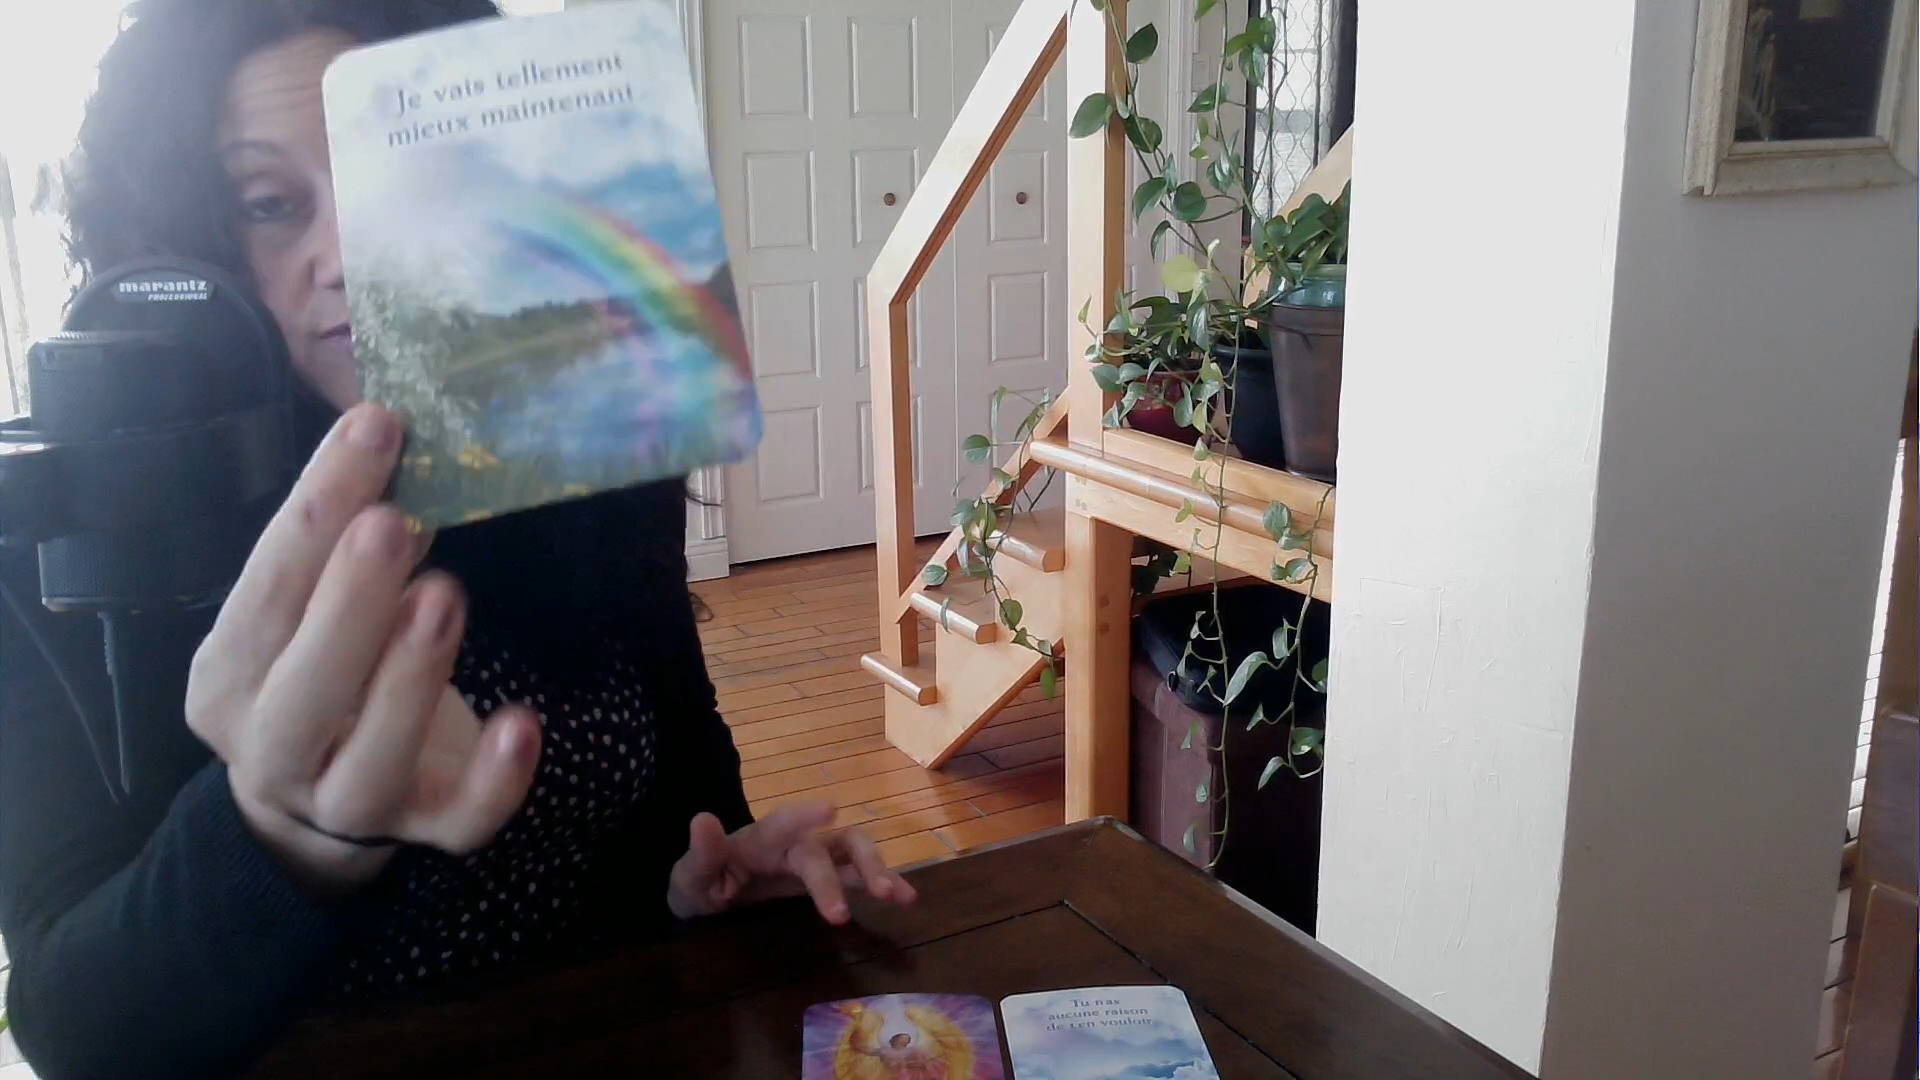 Je vais tellement
mieux maintenant
marantz
PROFESSIONAL
Tu n'as
aucune raison
de t'en vouloir